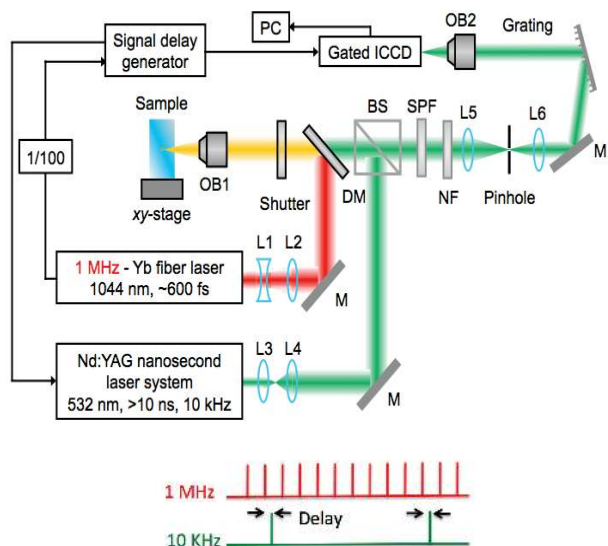 PC
Signal delay
generator
Gated ICCD
OB2
Grating
Sample
BS
SPF
L5
L6
1/100
OB1
M
xy-stage
Shutter
DM
NF
Pinhole
L1
L2
1 MHz - Yb fiber laser
1044 nm, ~600 fs
M
L3
L4
Nd:YAG nanosecond
laser system
532 nm, >10 ns, 10 kHz
M
1 MHz
Delay
10 KHz